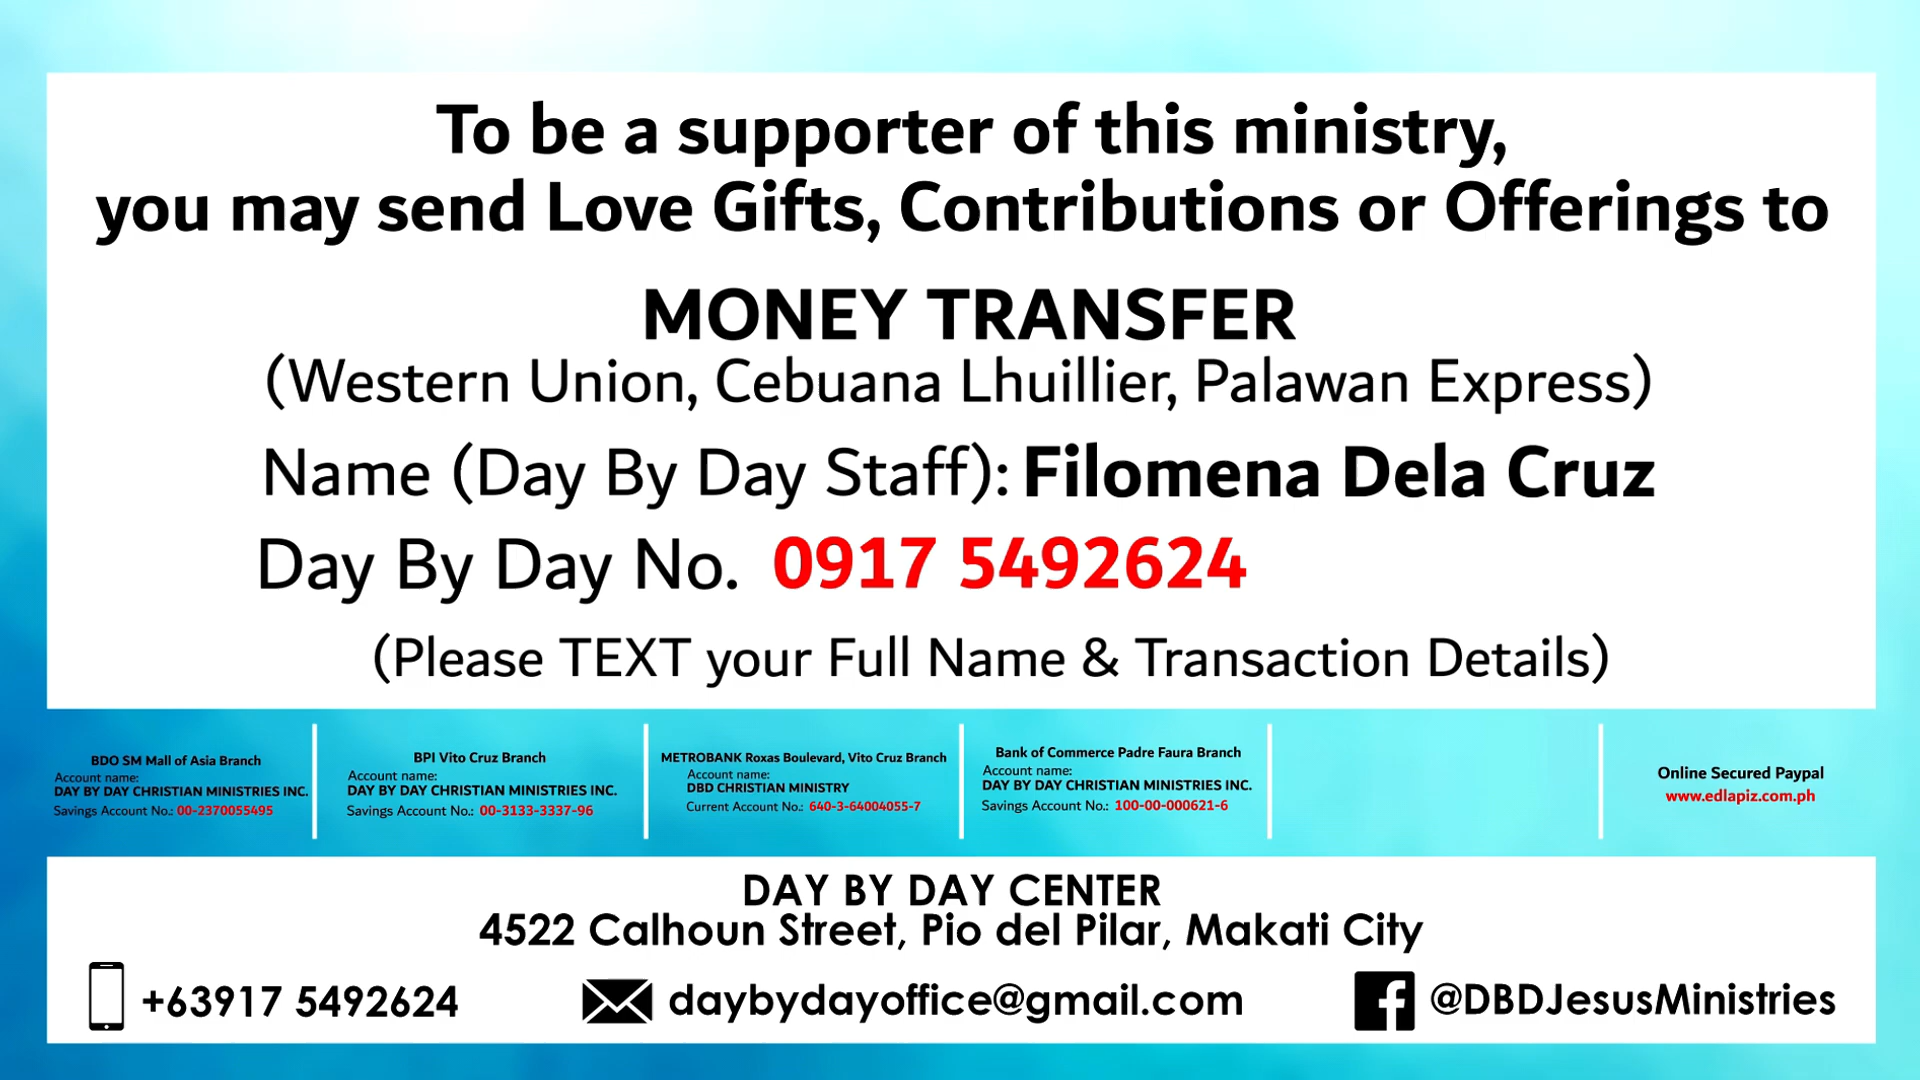 To be a supporter of this ministry,
you may send Love Gifts, Contributions or Offerings to
MONEY TRANSFER
(Western Union, Cebuana Lhuillier, Palawan Express)
Name (Day By Day Staff): Filomena Dela Cruz
Day By Day No. 0917 5492624
(Please TEXT your Full Name & Transaction Details)
BDO SM Mall of Asia Branch
Account name:
DAY BY DAY CHRISTIAN MINISTRIES INC.
Savings Account No.: 00-2370055495
BPI Vito Cruz Branch
Account name:
DAY BY DAY CHRISTIAN MINISTRIES INC.
Savings Account No.: 00-3133-3337-96
METROBANK Roxas Boulevard, Vito Cruz Branch
Account name:
DBD CHRISTIAN MINISTRY
Current Account No.: 640-3-64004055-7
Bank of Commerce Padre Faura Branch
Account name:
DAY BY DAY CHRISTIAN MINISTRIES INC.
Savings Account No.: 100-00-000621-6
Online Secured Paypal
www.edlapiz.com.ph
DAY BY DAY CENTER
4522 Calhoun Street, Pio del Pilar, Makati City
+63917 5492624
daybydayoffice@gmail.com
@DBDJesusMinistries